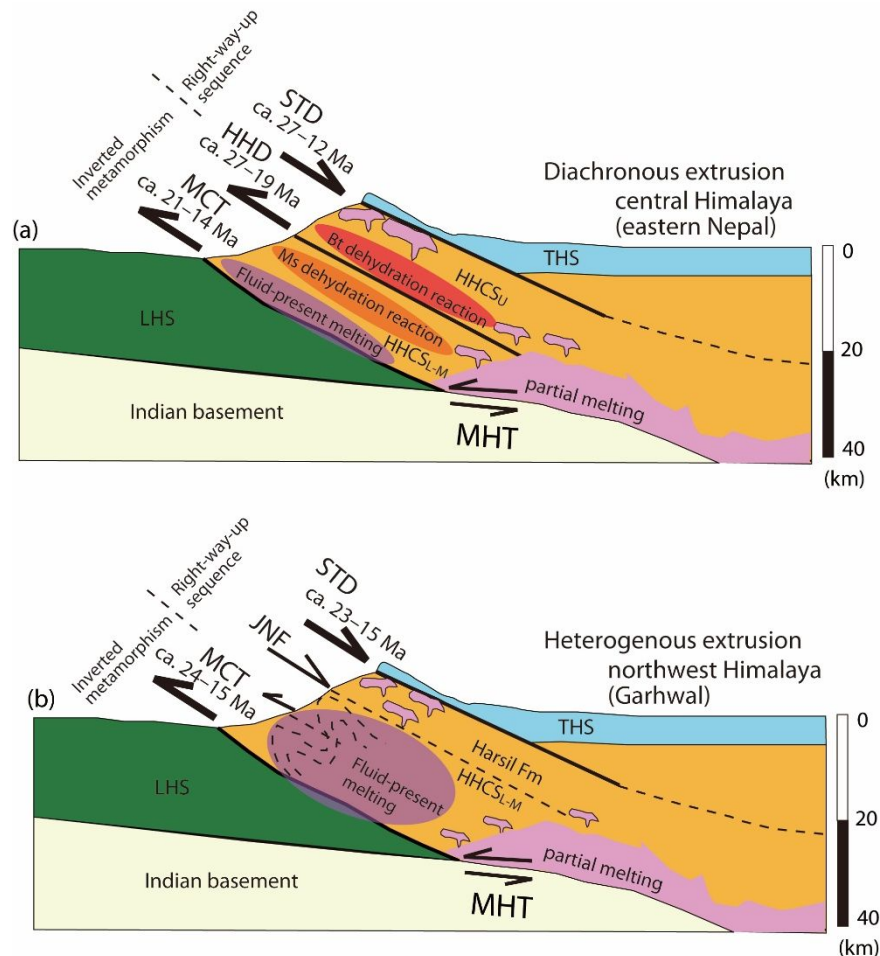 Right-way-up
sequence
Inverted
metamorphism
STD
ca. 27–12 Ma
HHD
ca. 27–19 Ma
MCT
ca. 21–14 Ma
Diachronous extrusion
central Himalaya
(eastern Nepal)
(a)
0
THS
Bt dehydration reaction
HHCSU
Ms dehydration reaction
Fluid-present melting
HHCSL-M
LHS
20
partial melting
Indian basement
MHT
40
(km)
Right-way-up
sequence
Inverted
metamorphism
STD
ca. 23–15 Ma
JNF
MCT
ca. 24–15 Ma
Heterogenous extrusion
northwest Himalaya
(Garhwal)
(b)
0
THS
Harsil Fm
HHCSL-M
Fluid-present
melting
LHS
20
partial melting
Indian basement
MHT
40
(km)